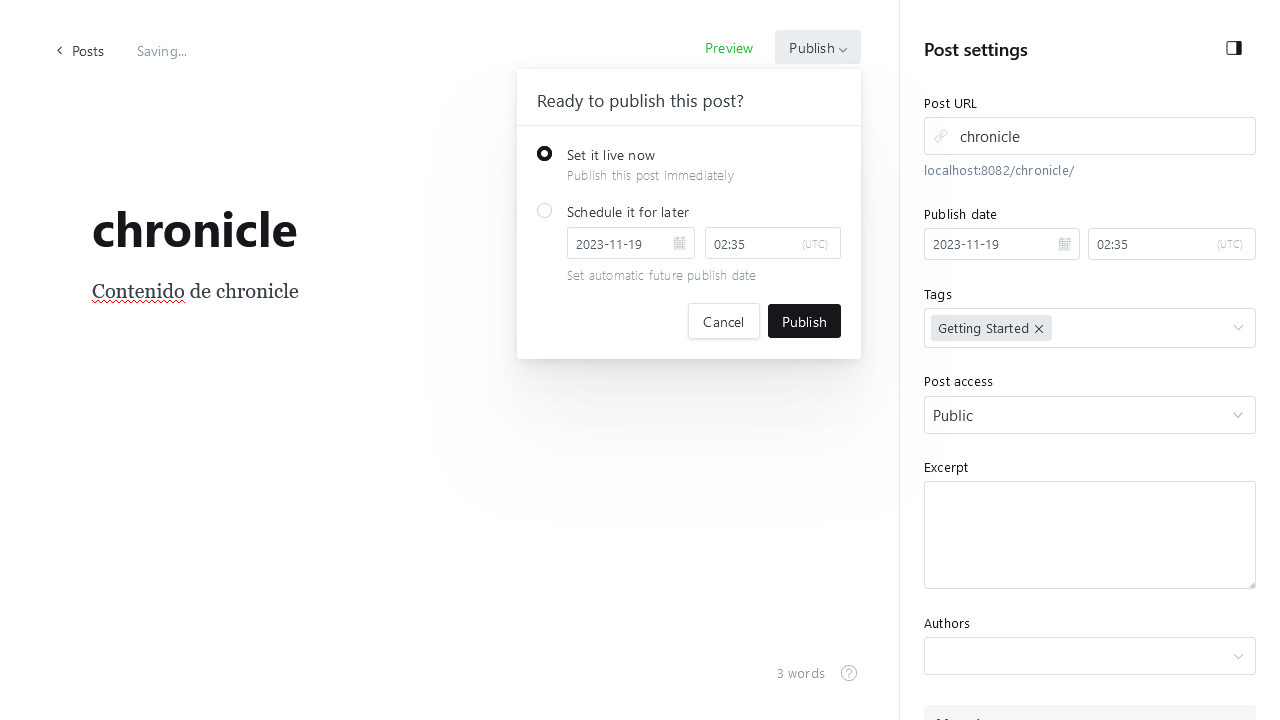 Posts
Saving...
Preview
Publish
Ready to publish this post?
Set it live now
Publish this post immediately
Schedule it for later
2023-11-19
02:35
(UTC)
Set automatic future publish date
Cancel
Publish
chronicle
Contenido de chronicle
3 words
Post settings
Post URL
chronicle
localhost:8082/chronicle/
Publish date
2023-11-19
02:35
(UTC)
Tags
Getting Started
Post access
Public
Excerpt
Authors